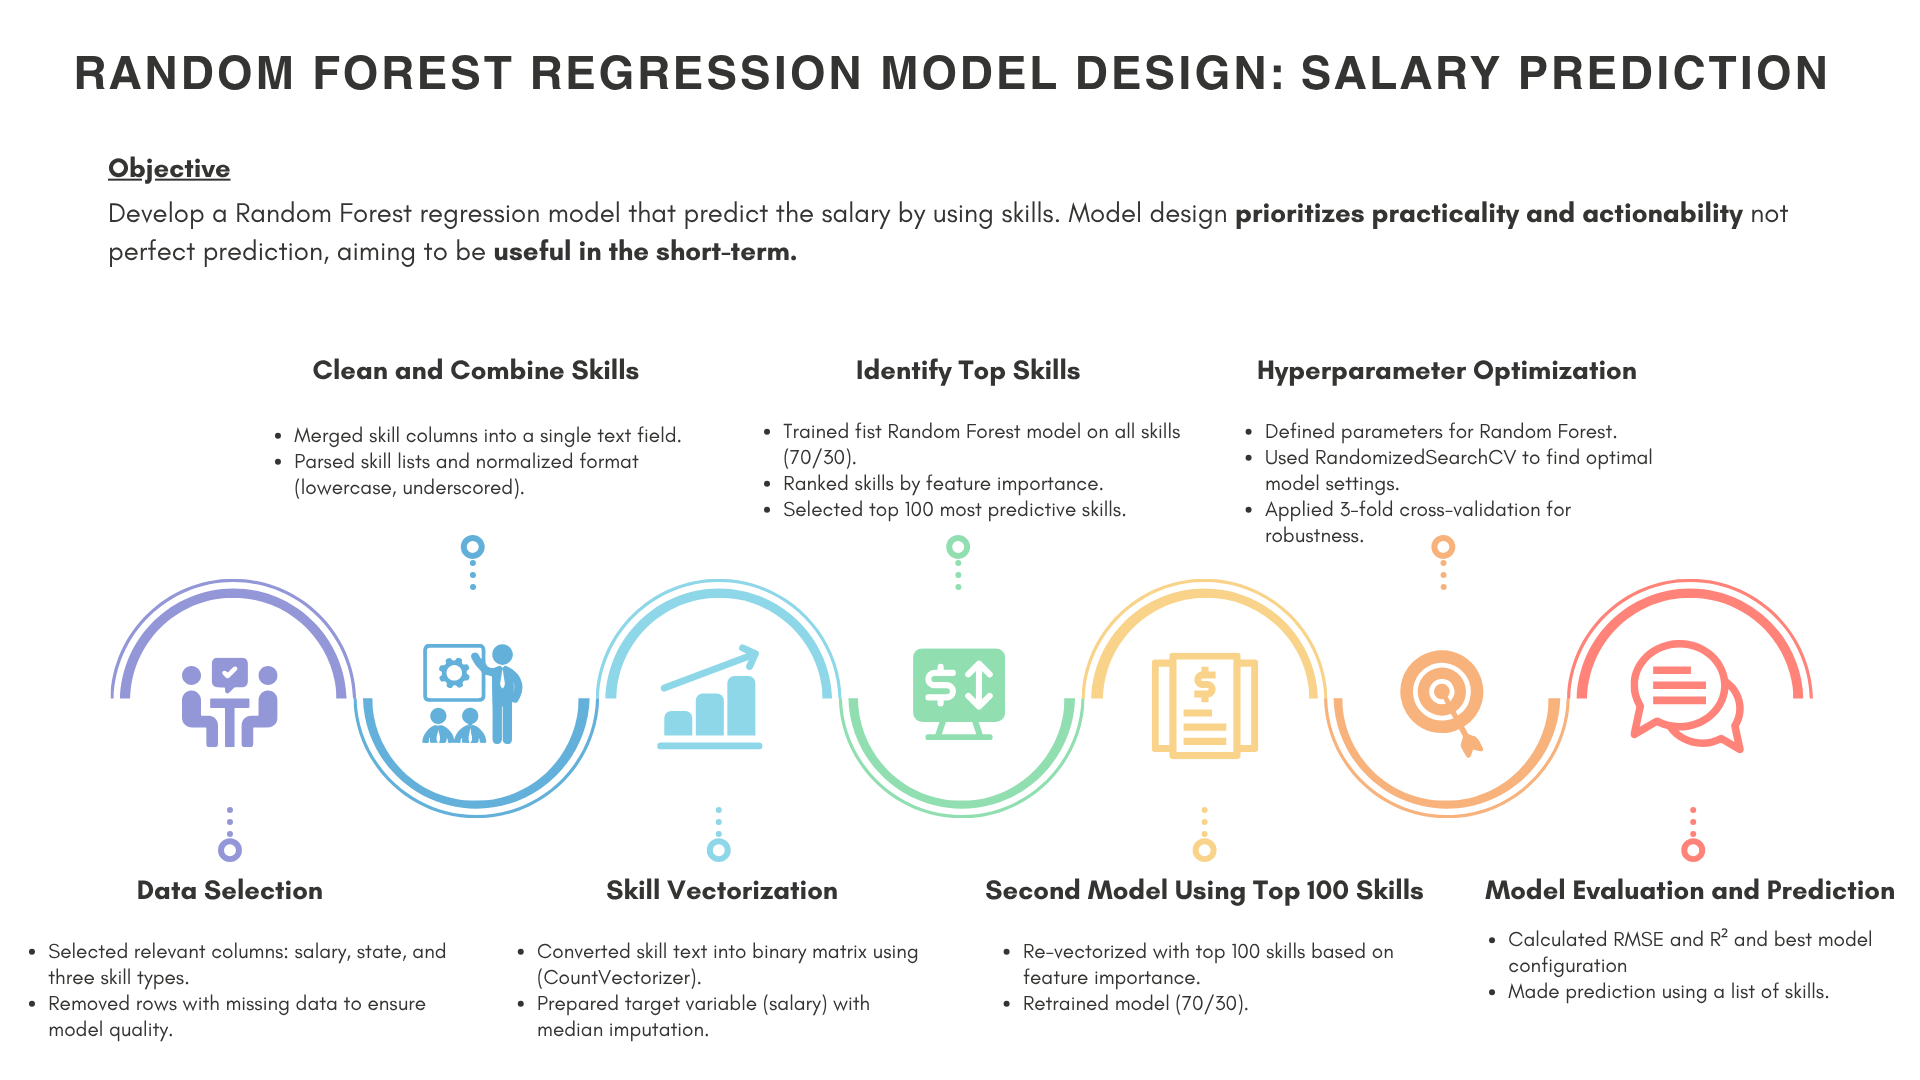 RANDOM FOREST REGRESSION MODEL DESIGN: SALARY PREDICTION
Objective
Develop a Random Forest regression model that predict the salary by using skills. Model design prioritizes practicality and actionability not
perfect prediction, aiming to be useful in the short-term.
Clean and Combine Skills
• Merged skill columns into a single text field.
• Parsed skill lists and normalized format
(lowercase, underscored).
Identify Top Skills
• Trained fist Random Forest model on all skills
(70/30).
• Ranked skills by feature importance.
• Selected top 100 most predictive skills.
Hyperparameter Optimization
• Defined parameters for Random Forest.
• Used RandomizedSearchCV to find optimal
model settings.
• Applied 3-fold cross-validation for
robustness.
$
$
Data Selection
• Selected relevant columns: salary, state, and
three skill types.
• Removed rows with missing data to ensure
model quality.
Skill Vectorization
• Converted skill text into binary matrix using
(CountVectorizer).
• Prepared target variable (salary) with
median imputation.
Second Model Using Top 100 Skills
• Re-vectorized with top 100 skills based on
feature importance.
• Retrained model (70/30).
Model Evaluation and Prediction
• Calculated RMSE and R² and best model
configuration
• Made prediction using a list of skills.